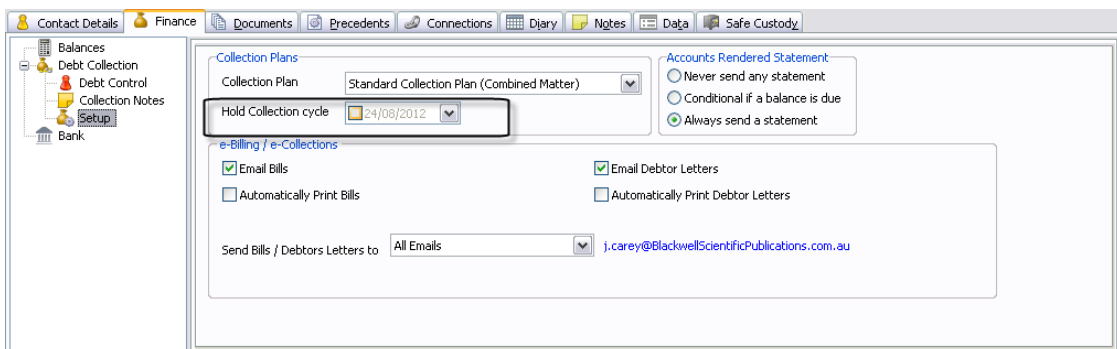 Contact Details Finance Documents Precedents Connections Diary Notes Data Safe Custody
Balances
Debt Collection
Debt Control
Collection Notes
Setup
Bank
Collection Plans
Collection Plan Standard Collection Plan (Combined Matter)
Hold Collection cycle 24/08/2012
Accounts Rendered Statement
Never send any statement
Conditional if a balance is due
Always send a statement
e-Billing / e-Collections
Email Bills Email Debtor Letters
Automatically Print Bills Automatically Print Debtor Letters
Send Bills / Debtors Letters to All Emails j.carey@BlackwellScientificPublications.com.au